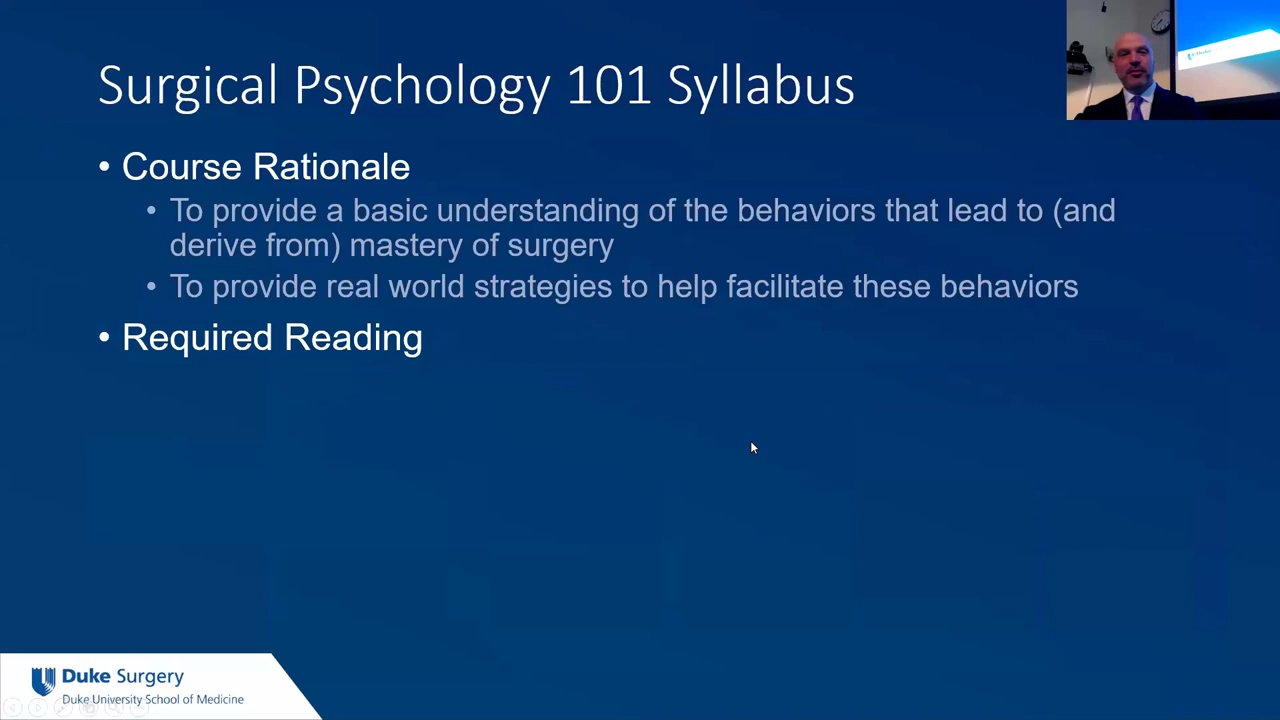 Surgical Psychology 101 Syllabus
• Course Rationale
• To provide a basic understanding of the behaviors that lead to (and
derive from) mastery of surgery
• To provide real world strategies to help facilitate these behaviors
• Required Reading
Duke Surgery
Duke University School of Medicine